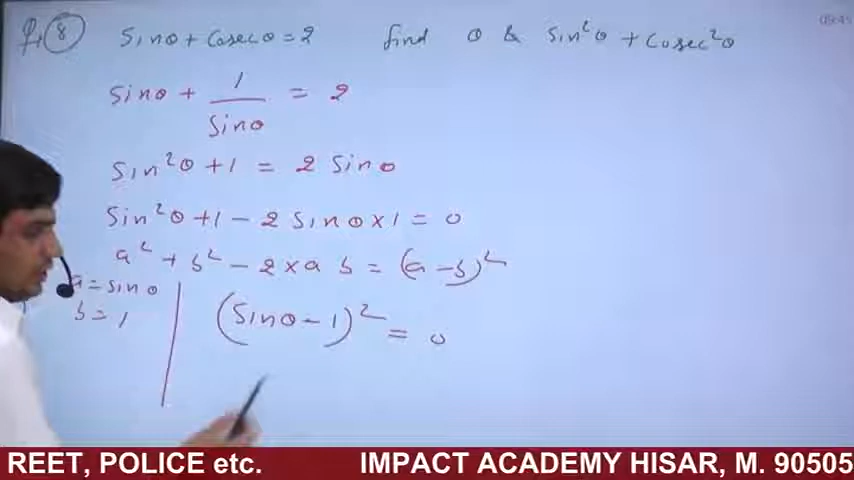 Q.8 Sinθ + Cosecθ = 2 find θ & Sin²θ + Cosec²θ
Sinθ + 1/Sinθ = 2
Sin²θ + 1 = 2 Sinθ
Sin²θ + 1 - 2 Sinθ×1 = 0
a² + b² - 2×a b = (a-b)²
a = Sinθ
b = 1
(Sinθ - 1)² = 0
REET, POLICE etc. IMPACT ACADEMY HISAR, M. 90505